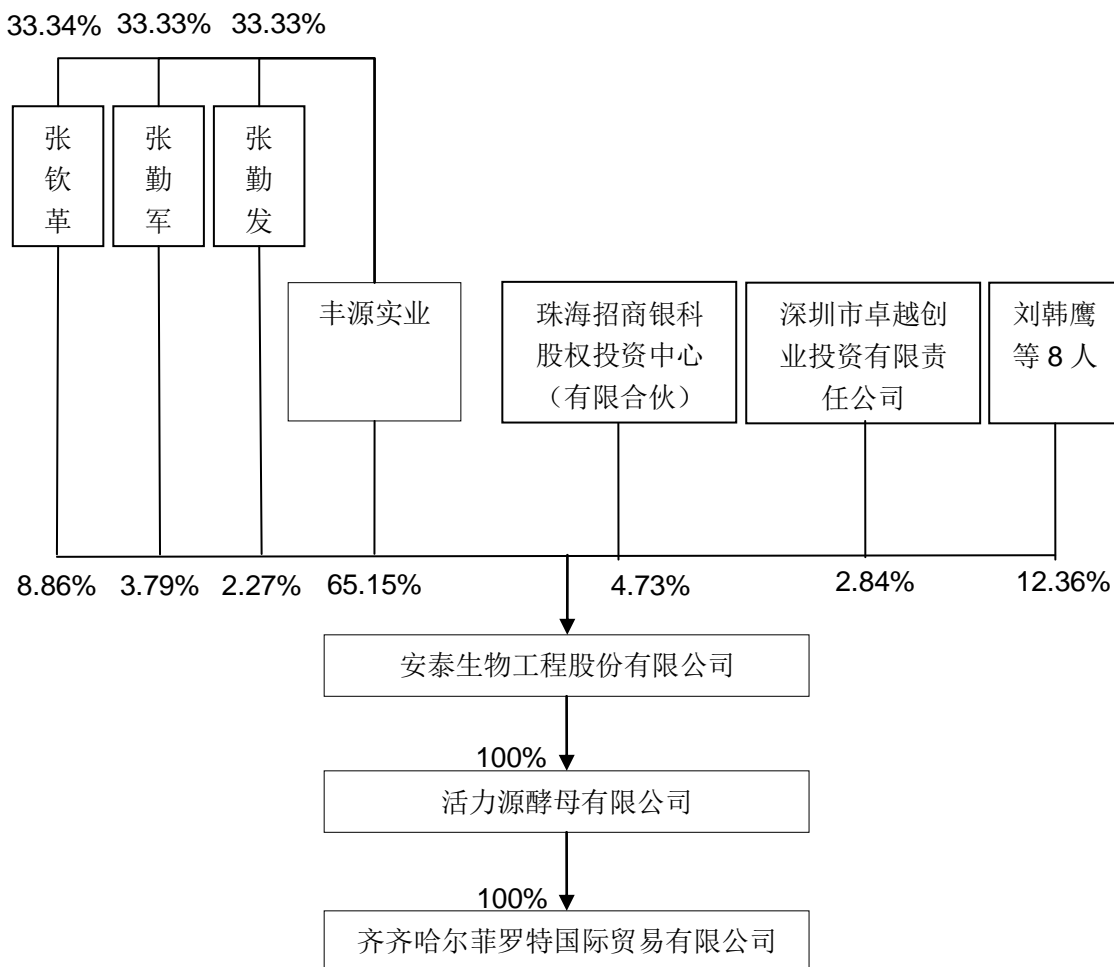 33.34% 33.33% 33.33%
张
钦
革
张
勤
军
张
勤
发
丰源实业
珠海招商银科
股权投资中心
（有限合伙）
深圳市卓越创
业投资有限责
任公司
刘韩鹰
等 8 人
8.86% 3.79% 2.27% 65.15% 4.73% 2.84% 12.36%
安泰生物工程股份有限公司
100%
活力源酵母有限公司
100%
齐齐哈尔菲罗特国际贸易有限公司